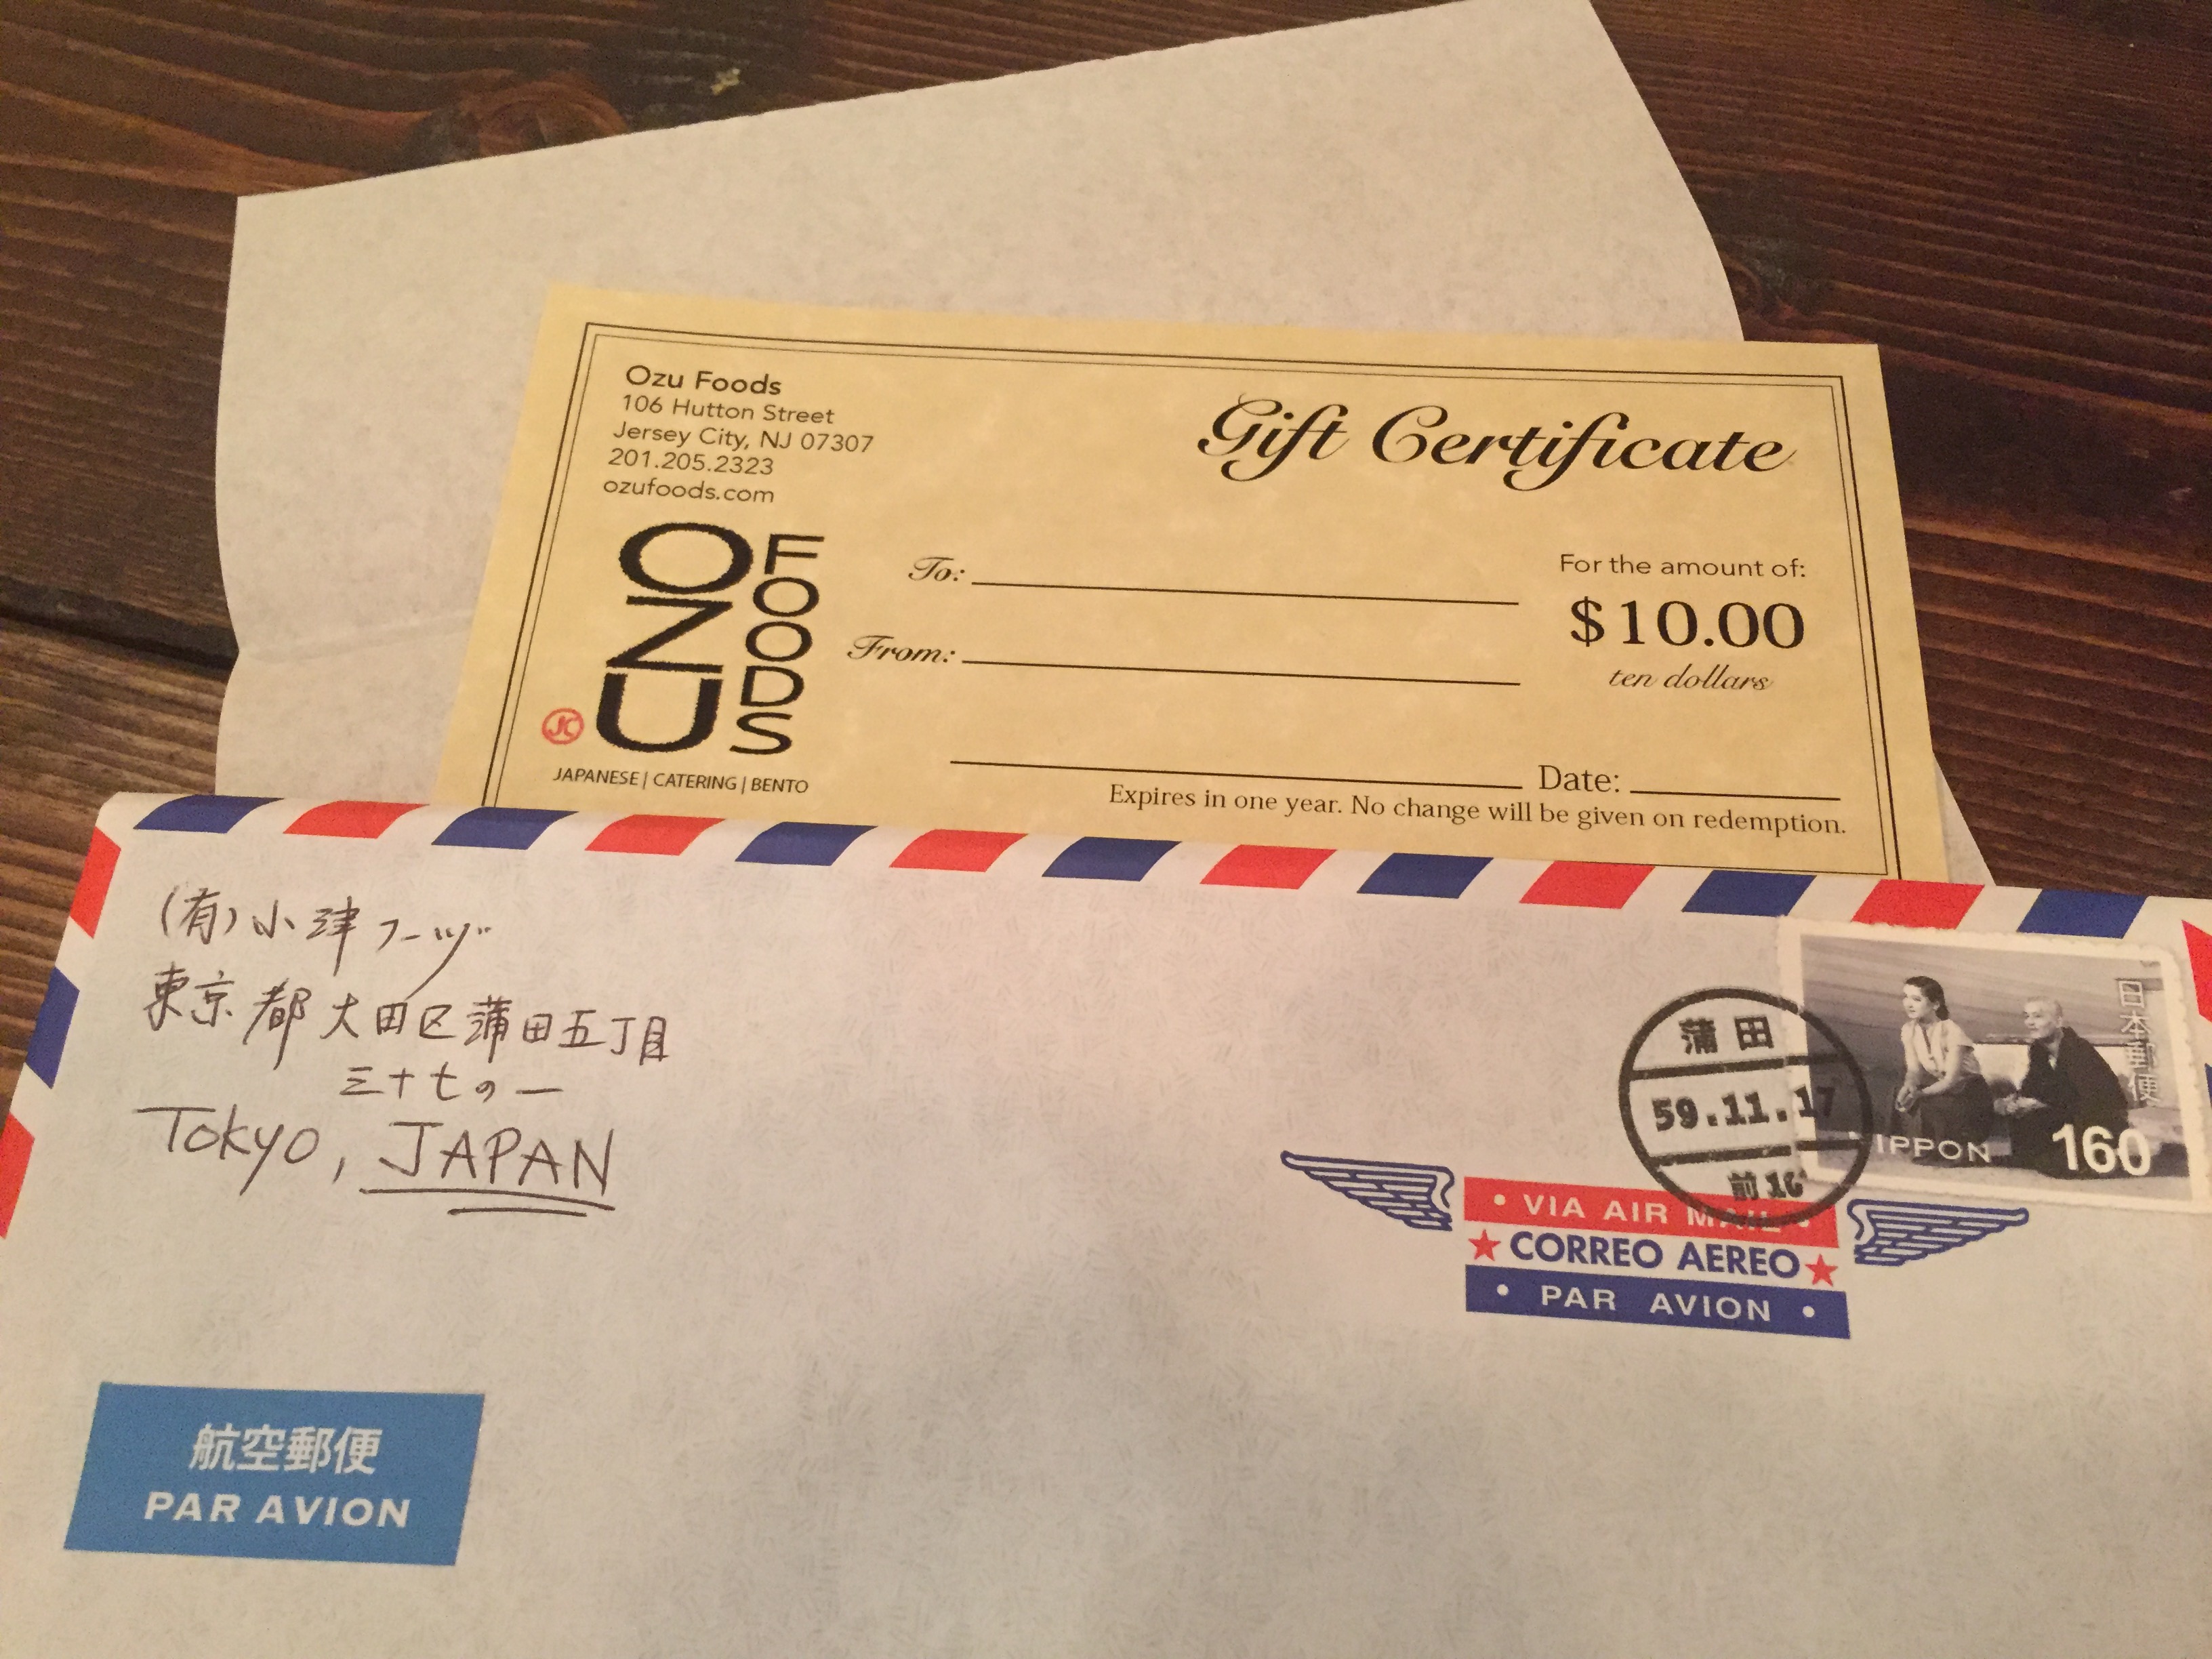 Ozu Foods
106 Hutton Street
Jersey City, NJ 07307
201.205.2323
ozufoods.com
Gift Certificate
OZU
FOODS
JC
JAPANESE | CATERING | BENTO
To:
From:
For the amount of:
$10.00
ten dollars
Date:
Expires in one year. No change will be given on redemption.
(有)小津フーヅ
東京都大田区蒲田五丁目
三十七の一
Tokyo, JAPAN
蒲田
59.11.17
前10
日本郵便
NIPPON
160
• VIA AIR MAIL •
★ CORREO AEREO ★
• PAR AVION •
航空郵便
PAR AVION